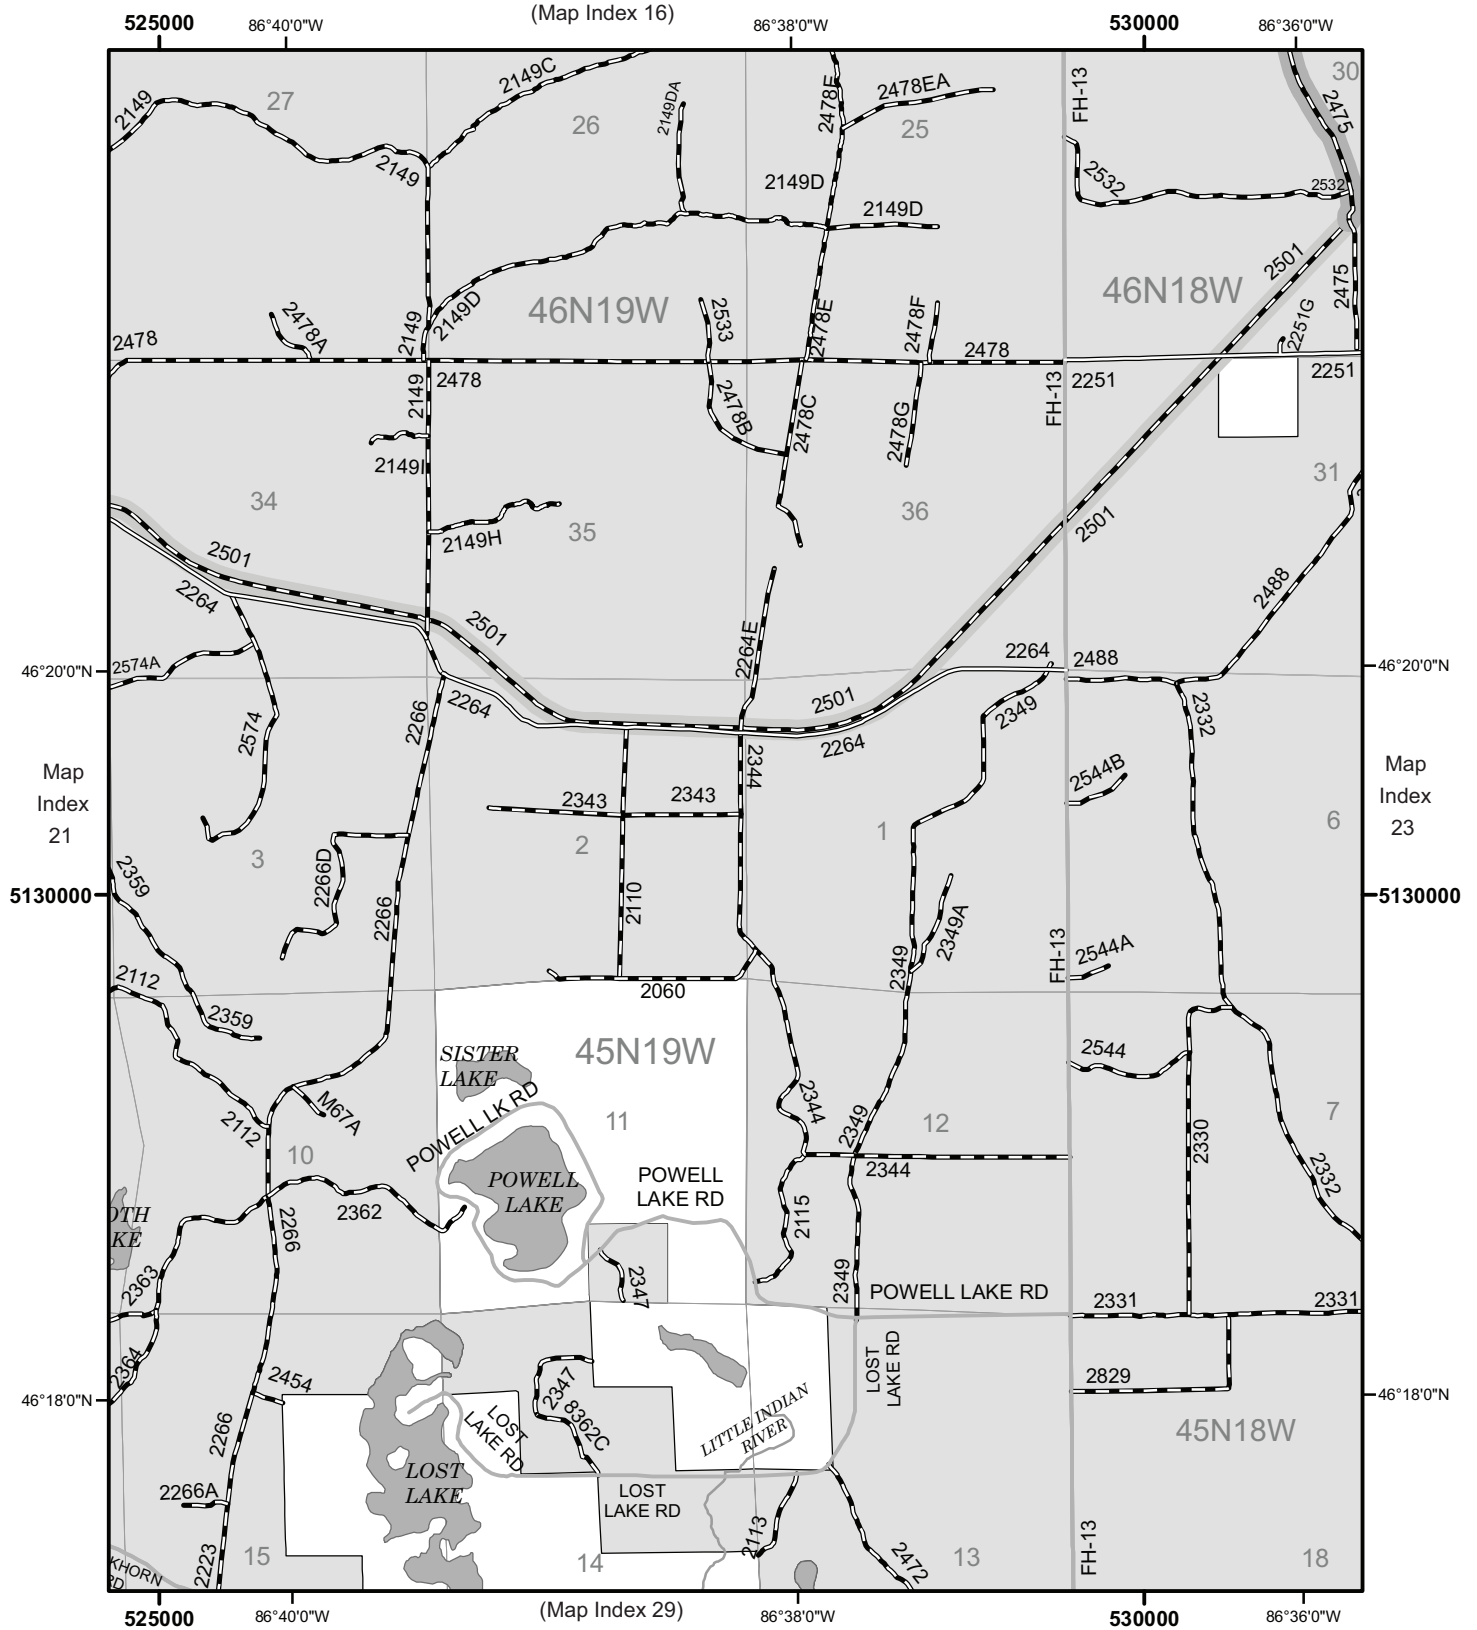 (Map Index 16)
525000
86°40'0"W
86°38'0"W
530000
86°36'0"W
2149
27
2149C
26
2149DA
2478E
2478EA
25
FH-13
30
2475
2149
2149D
2149D
2532
2532
46N19W
46N18W
2501
2475
2478
2478A
2149
2149D
2533
2478E
2478F
2478
2251G
2149
2478
FH-13
2251
2251
2478B
2478C
2478G
2149I
34
35
36
31
2149H
2501
2501
2264
2501
2488
2264E
2574A
2264
2488
46°20'0"N
46°20'0"N
2266
2264
2501
2264
2349
2332
2574
2344
Map
Index
21
Map
Index
23
2343
2343
2544B
3
2
1
6
2359
2266D
2266
2110
5130000
5130000
2349
2349A
FH-13
2544A
2112
2359
2060
45N19W
SISTER
LAKE
2544
POWELL LK RD
M67A
2112
11
2344
2349
12
7
2330
10
2344
2332
POWELL
LAKE
POWELL
LAKE RD
OTH
KE
2266
2362
2115
2363
2347
2349
POWELL LAKE RD
2331
2331
2364
2454
2347
LOST
LAKE RD
2829
46°18'0"N
46°18'0"N
2266
LOST
LAKE RD
8362C
LITTLE INDIAN
RIVER
45N18W
LOST
LAKE
2266A
LOST
LAKE RD
2113
2472
KHORN
RD
2223
15
14
13
FH-13
18
525000
86°40'0"W
(Map Index 29)
86°38'0"W
530000
86°36'0"W